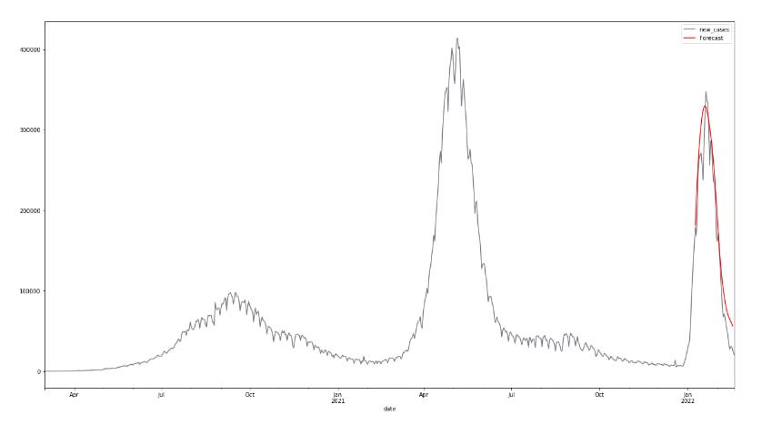 new_cases
Forecast
400000
300000
200000
100000
0
Apr
Jul
Oct
Jan
2021
Apr
Jul
Oct
Jan
2022
date